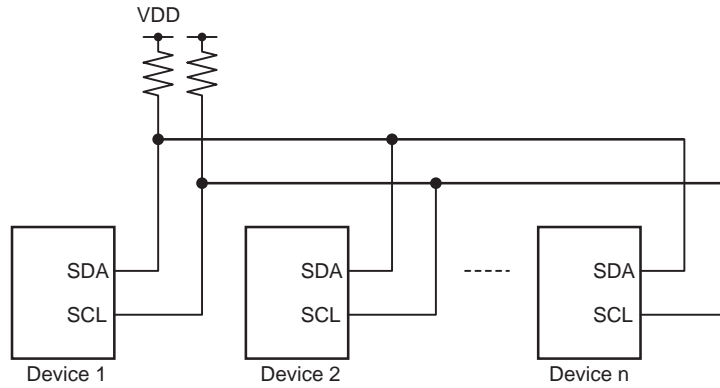 VDD
SDA
SCL
Device 1
SDA
SCL
Device 2
SDA
SCL
Device n